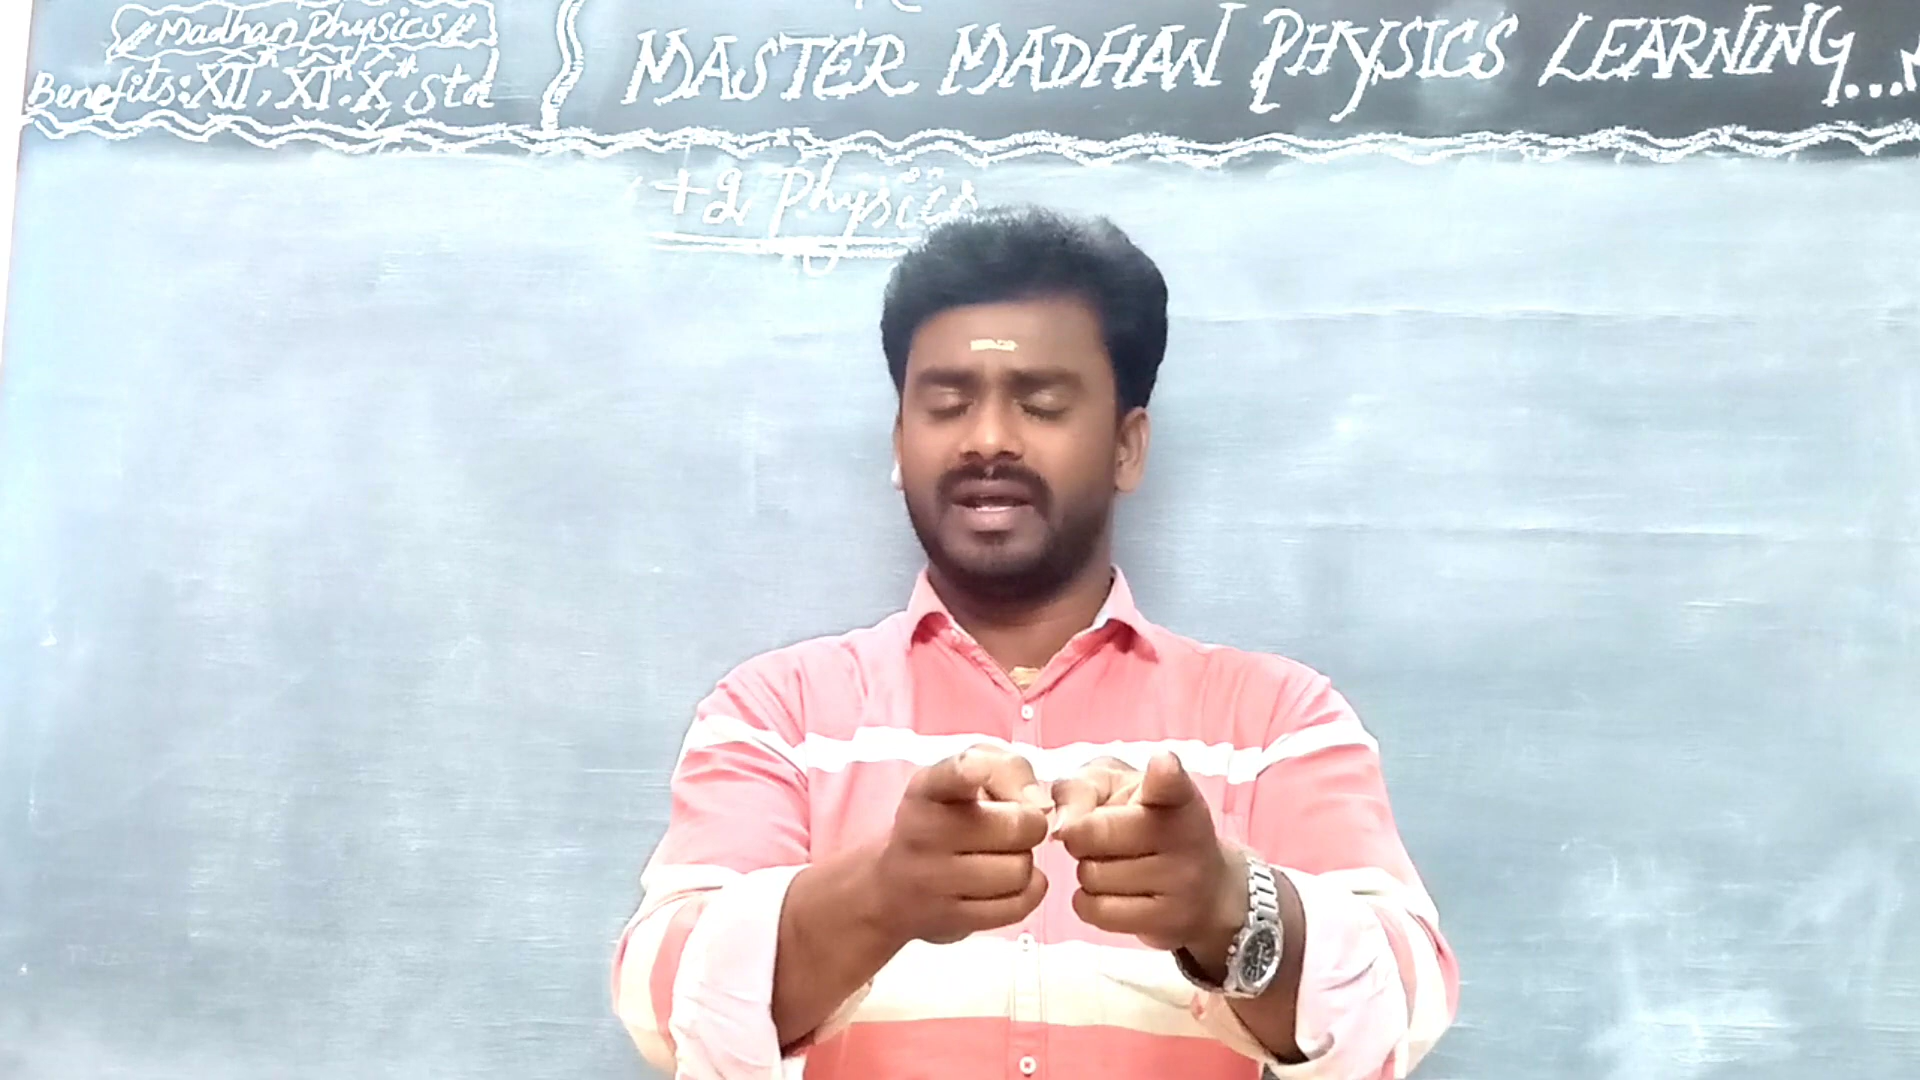 Madhan Physics
Benefits: XII, XI, X* Std
MASTER MADHAN PHYSICS LEARNING...
+2 Physics